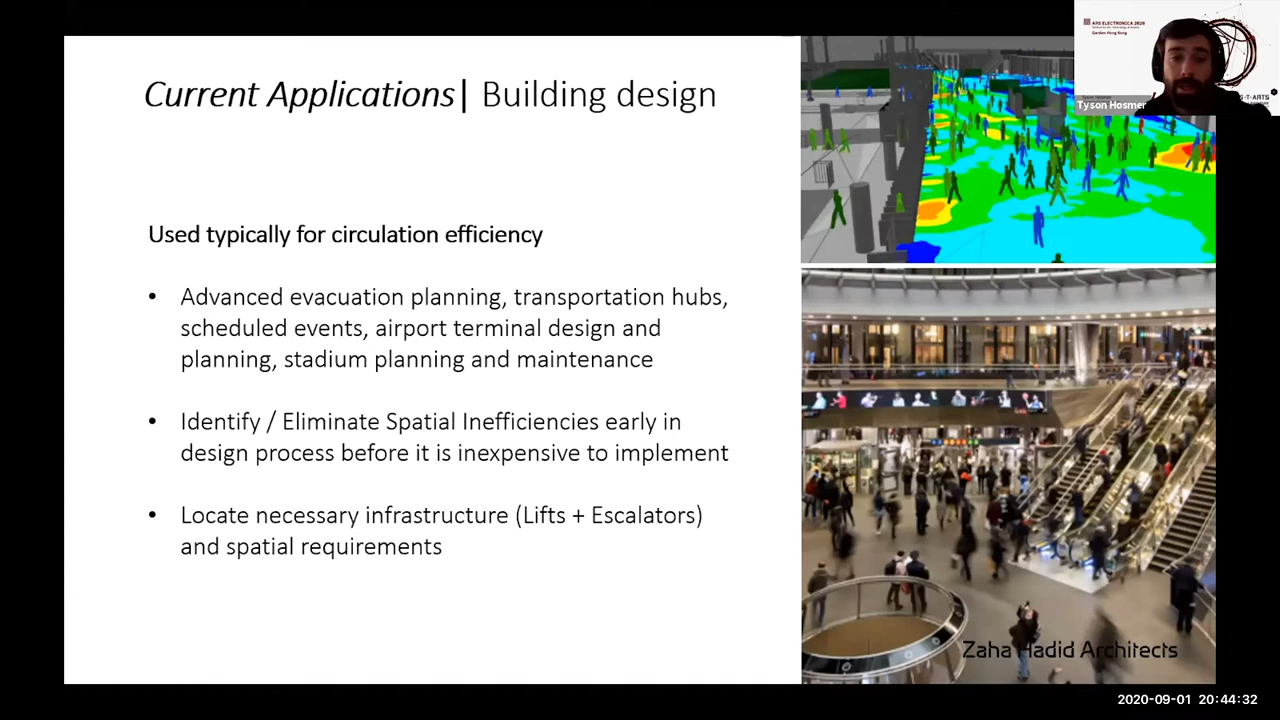 Current Applications| Building design
Used typically for circulation efficiency
• Advanced evacuation planning, transportation hubs,
scheduled events, airport terminal design and
planning, stadium planning and maintenance
• Identify / Eliminate Spatial Inefficiencies early in
design process before it is inexpensive to implement
• Locate necessary infrastructure (Lifts + Escalators)
and spatial requirements
ARS ELECTRONICA 2020
Garden Hong Kong
Tyson Hosmer
Zaha Hadid Architects
2020-09-01 20:44:32